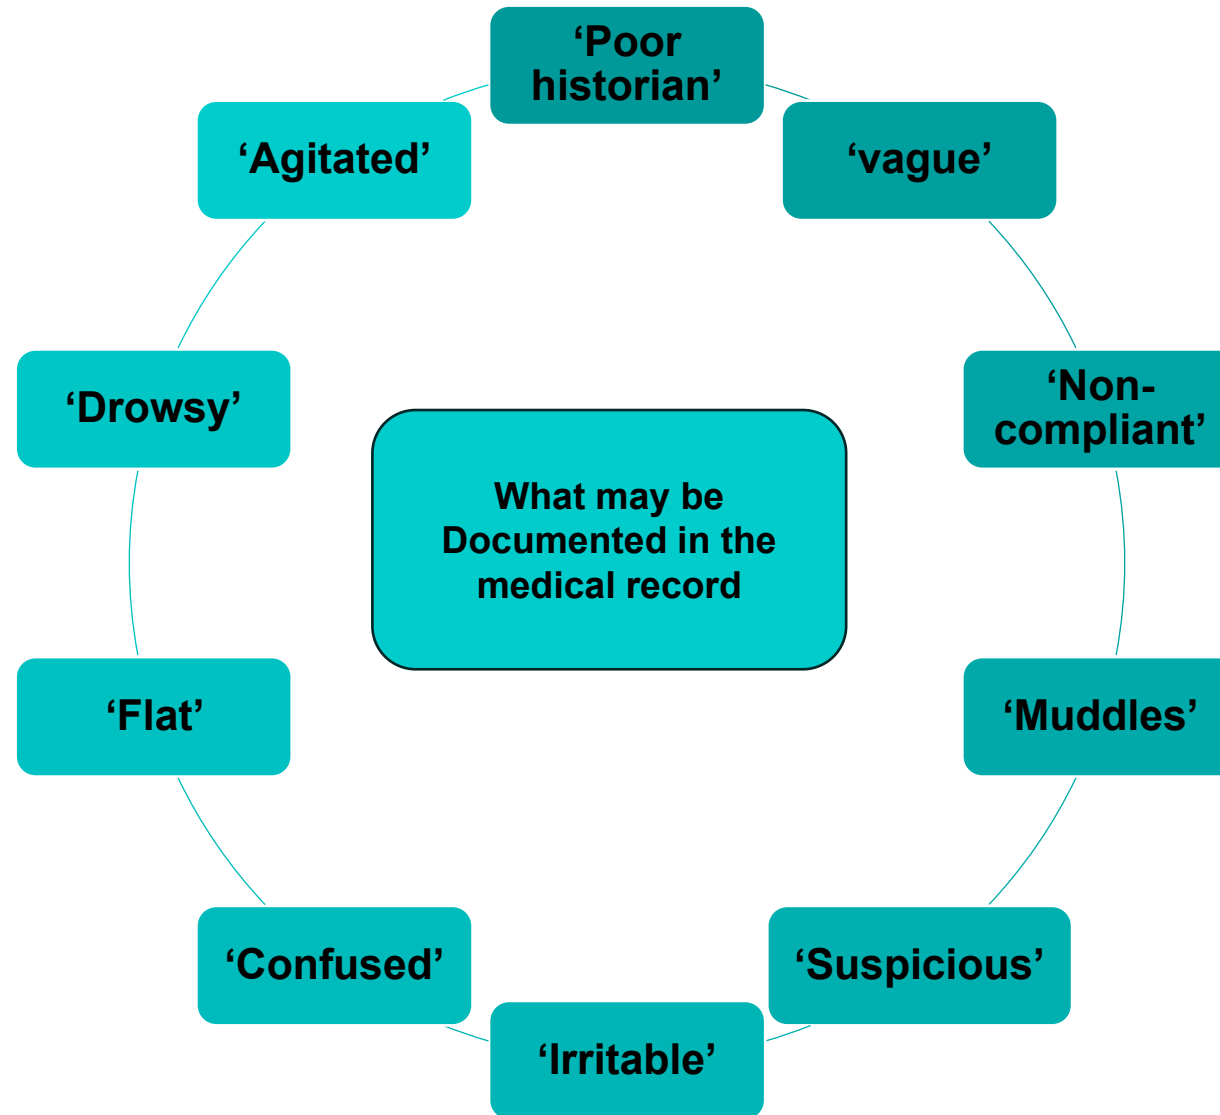 ‘Poor
historian’
‘vague’
‘Non-
compliant’
‘Muddles’
‘Suspicious’
‘Irritable’
‘Confused’
‘Flat’
‘Drowsy’
‘Agitated’
What may be
Documented in the
medical record